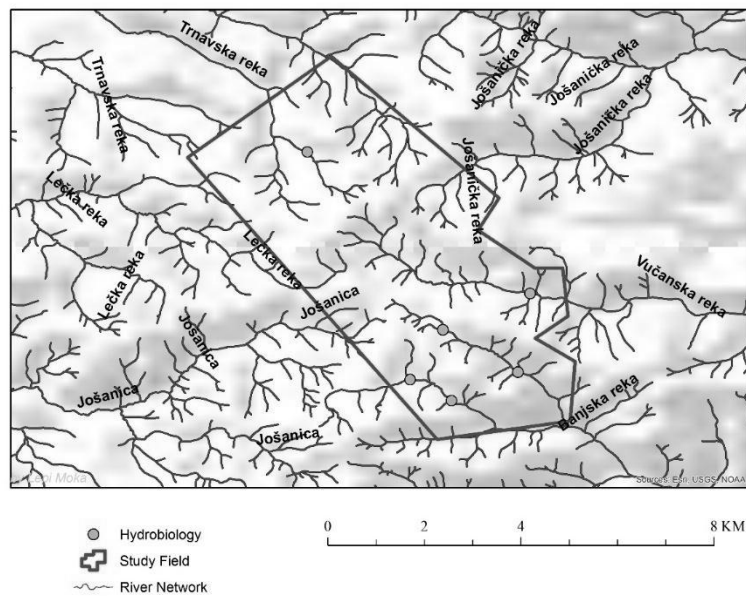 Trnavska reka
Trnavska reka
Jošanička reka
Jošanička reka
Jošanička reka
Jošanička reka
Lečka reka
Lečka reka
Lečka reka
Vučanska reka
Jošanica
Jošanica
Jošanica
Jošanica
Banjska reka
Lepi Moka
Sources: Esri, USGS, NOAA
Hydrobiology
Study Field
River Network
0 2 4 8 KM